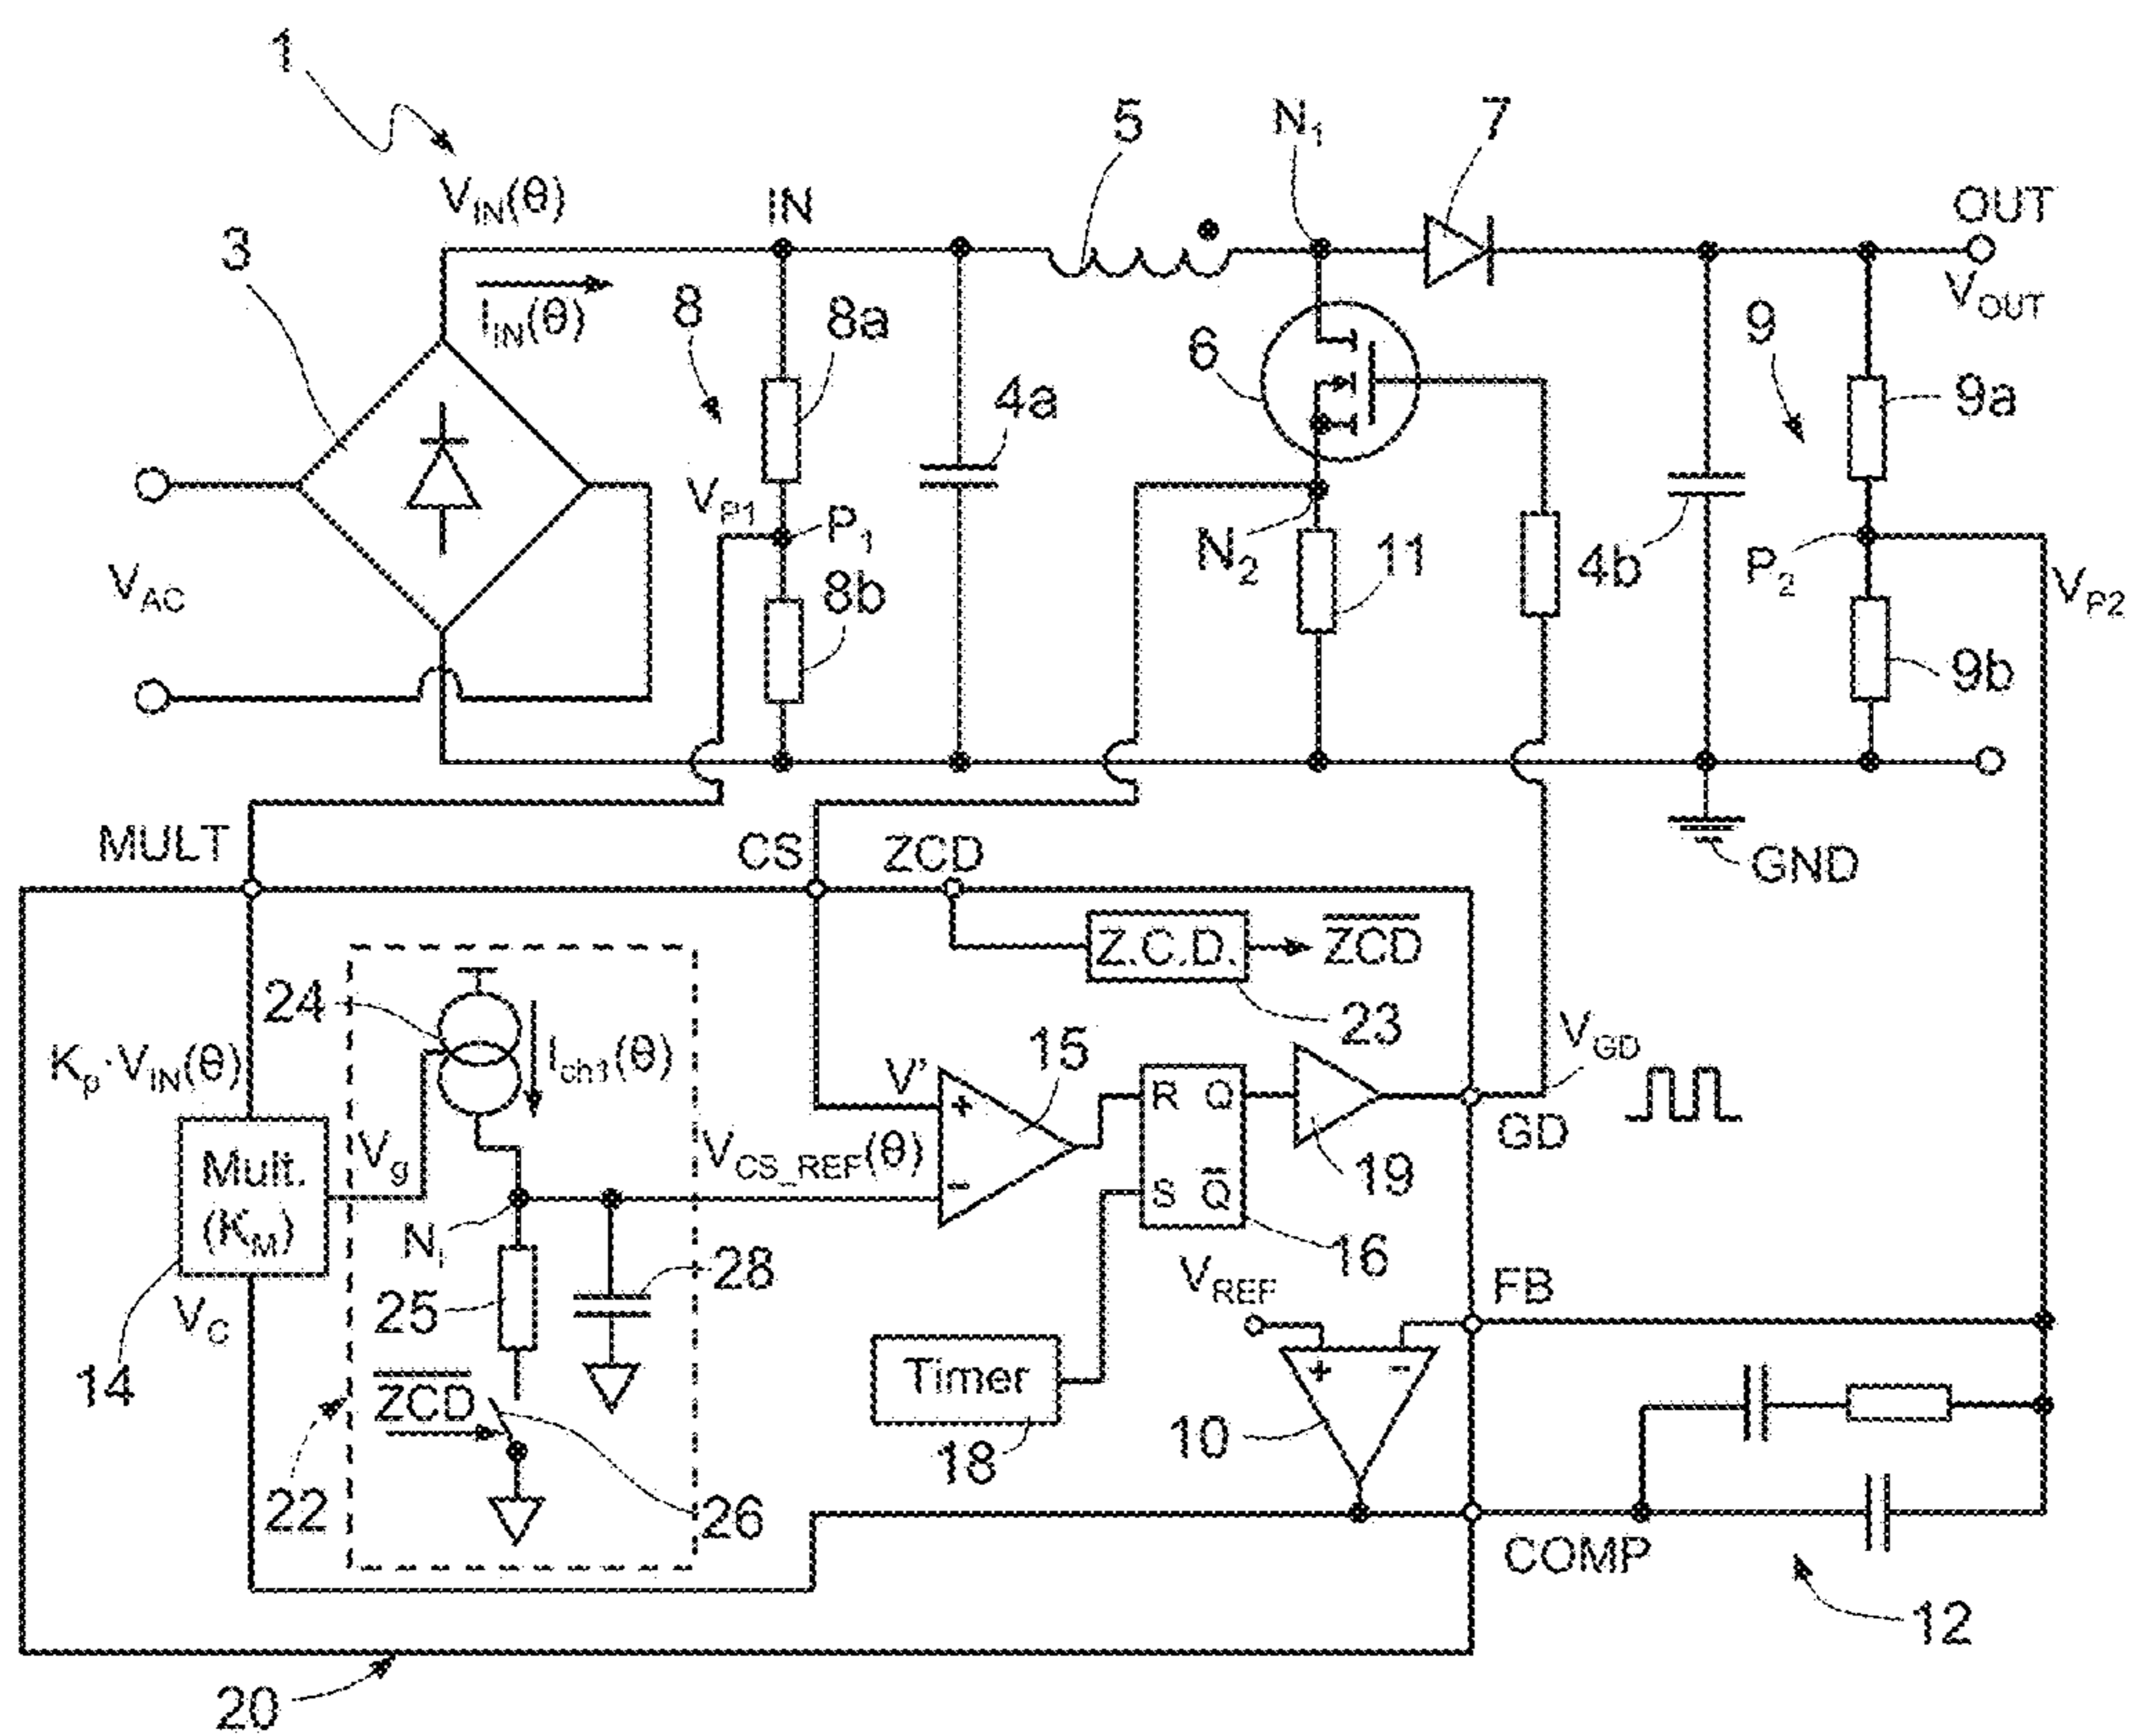 1
V_IN(θ)
IN
5
N_1
7
OUT
V_OUT
3
I_IN(θ)
8
8a
4a
6
9
9a
V_P1
P_1
N_2
11
4b
P_2
V_P2
V_AC
8b
9b
MULT
CS
ZCD
GND
Z.C.D.
Z̅C̅D̅
24
23
K_p·V_IN(θ)
I_ch1(θ)
V'
15
+
R Q
V_GD
GD
Mult.
(K_M)
V_g
V_CS_REF(θ)
-
S Q̅
19
N_i
28
16
V_REF
FB
25
V_C
14
Z̅C̅D̅
Timer
+ -
10
18
22
26
COMP
12
20